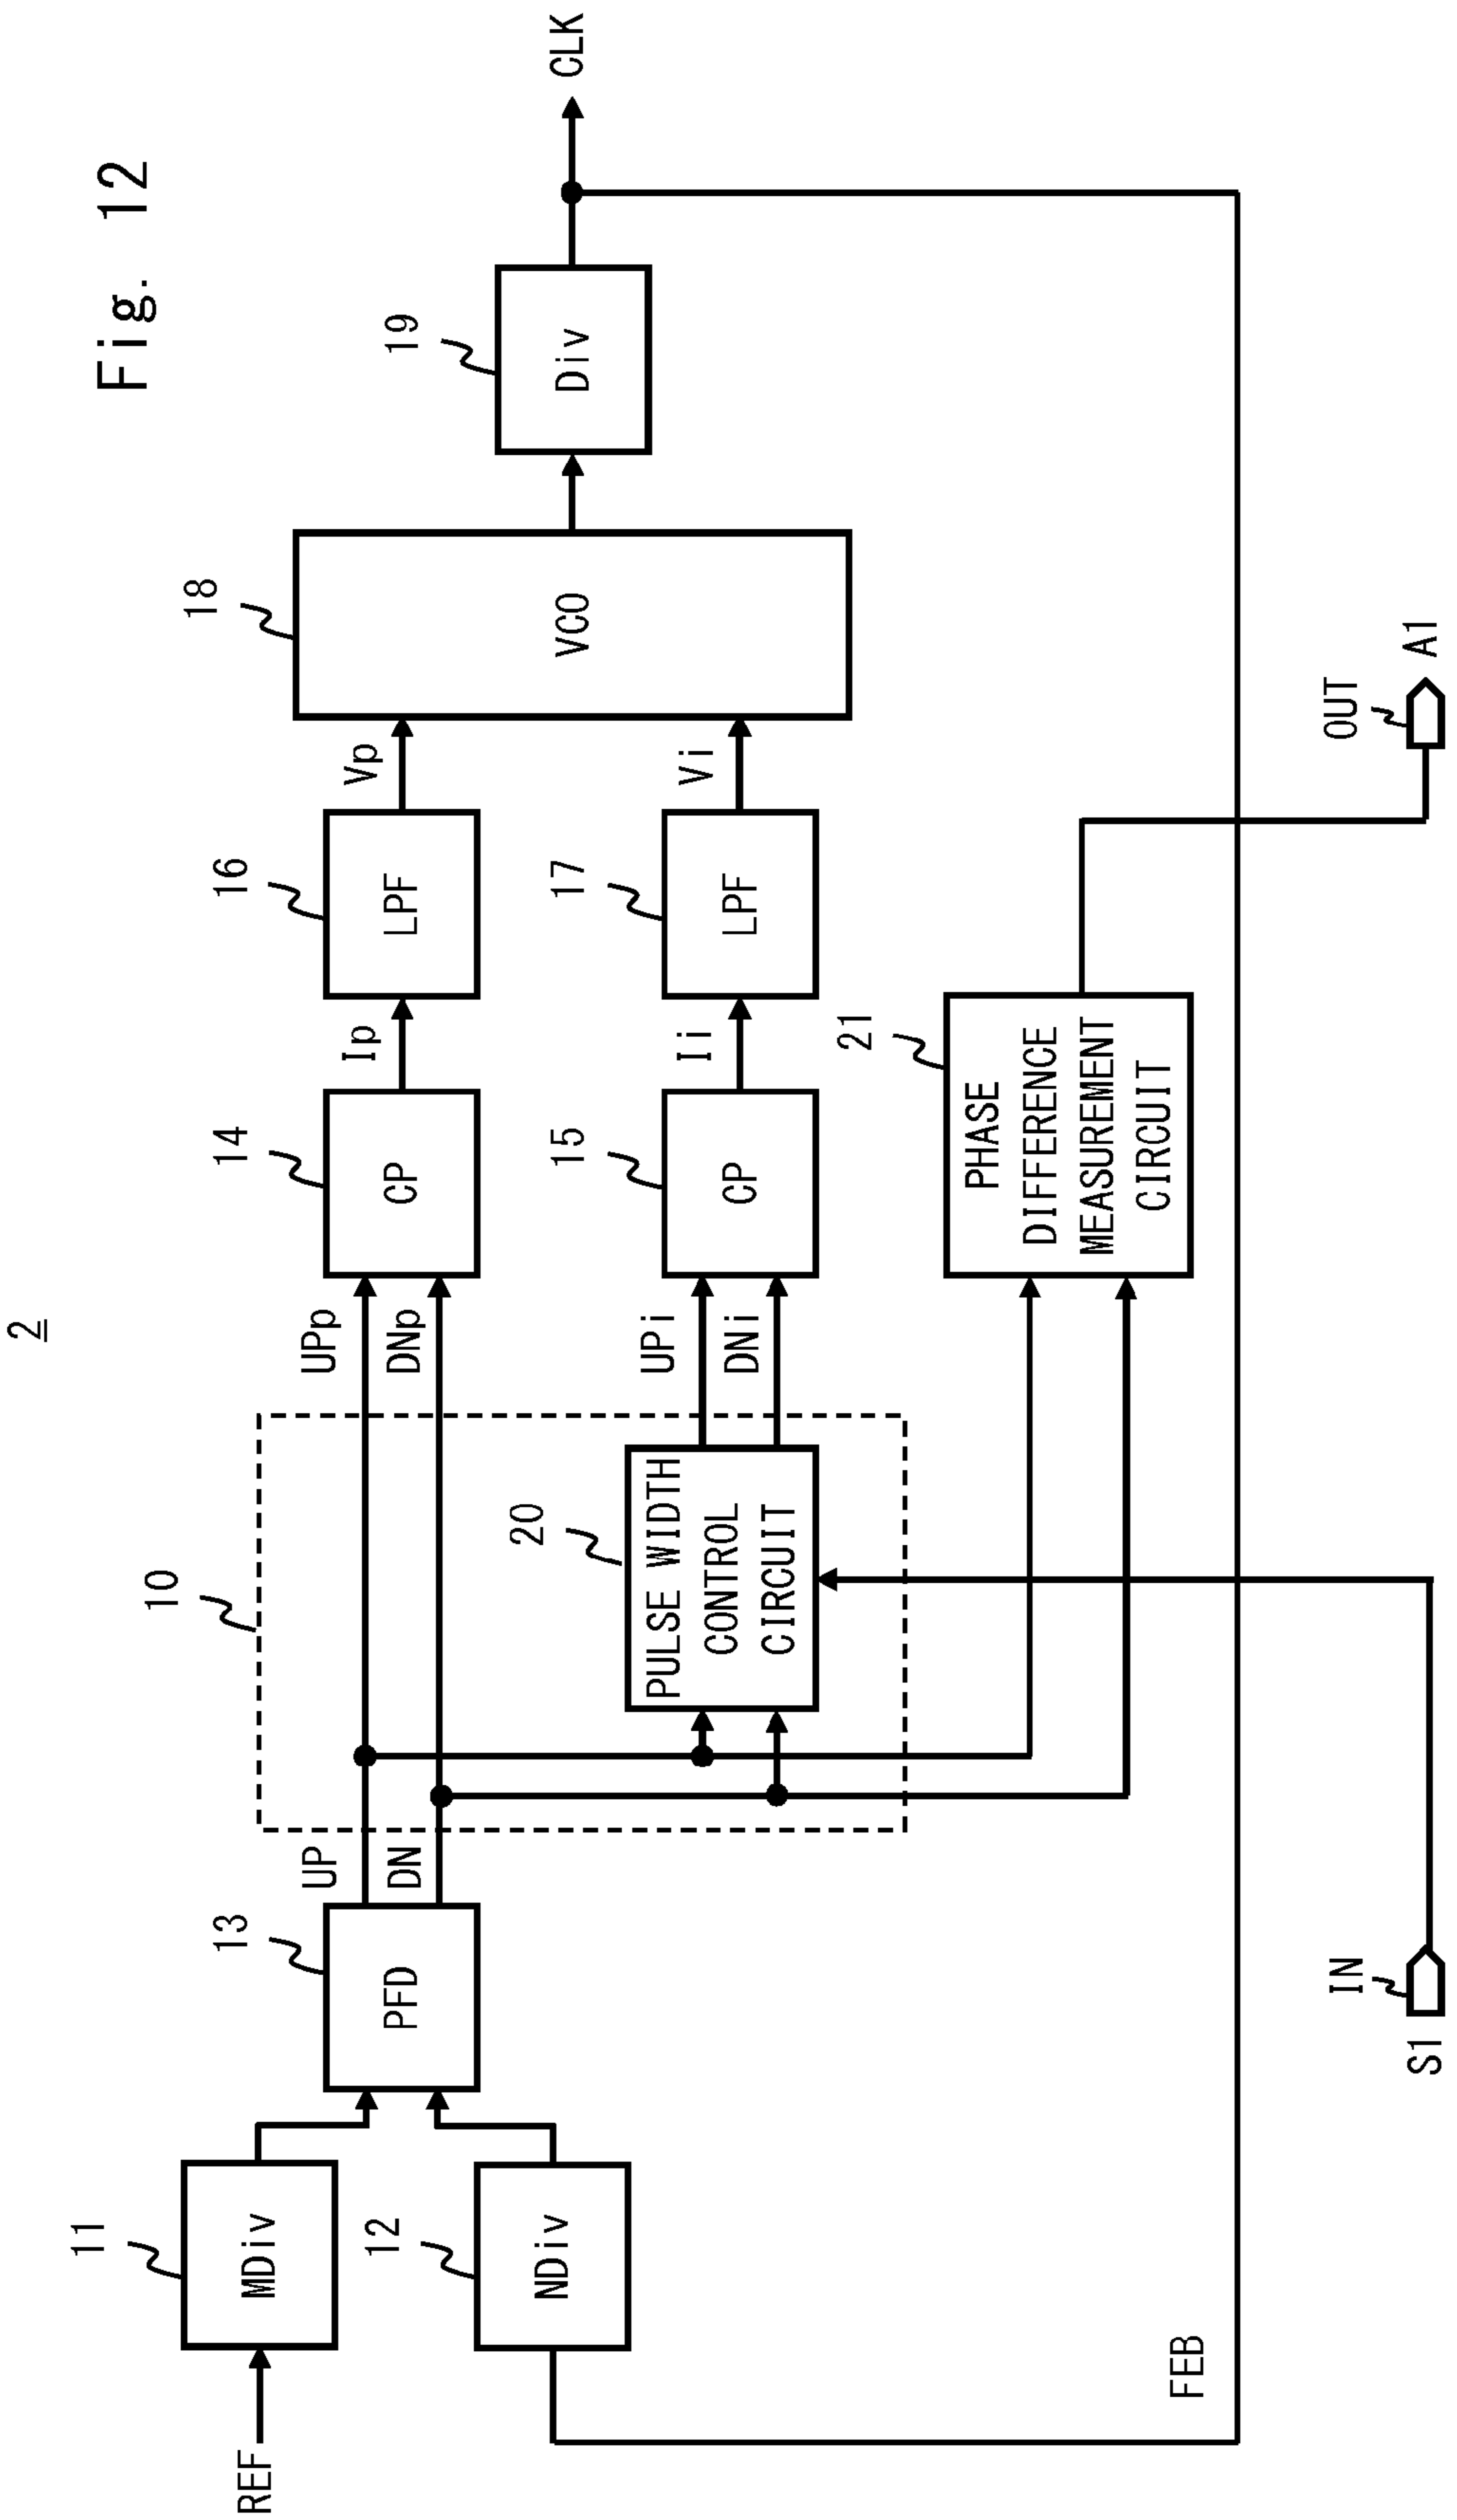 Fig. 12
2
REF
11
MDiv
12
NDiv
13
PFD
UP
DN
10
20
PULSE WIDTH
CONTROL
CIRCUIT
UPp
DNp
UPi
DNi
14
CP
15
CP
Ip
Ii
16
LPF
17
LPF
Vp
Vi
18
VCO
19
Div
CLK
21
PHASE
DIFFERENCE
MEASUREMENT
CIRCUIT
FEB
S1
IN
OUT
A1